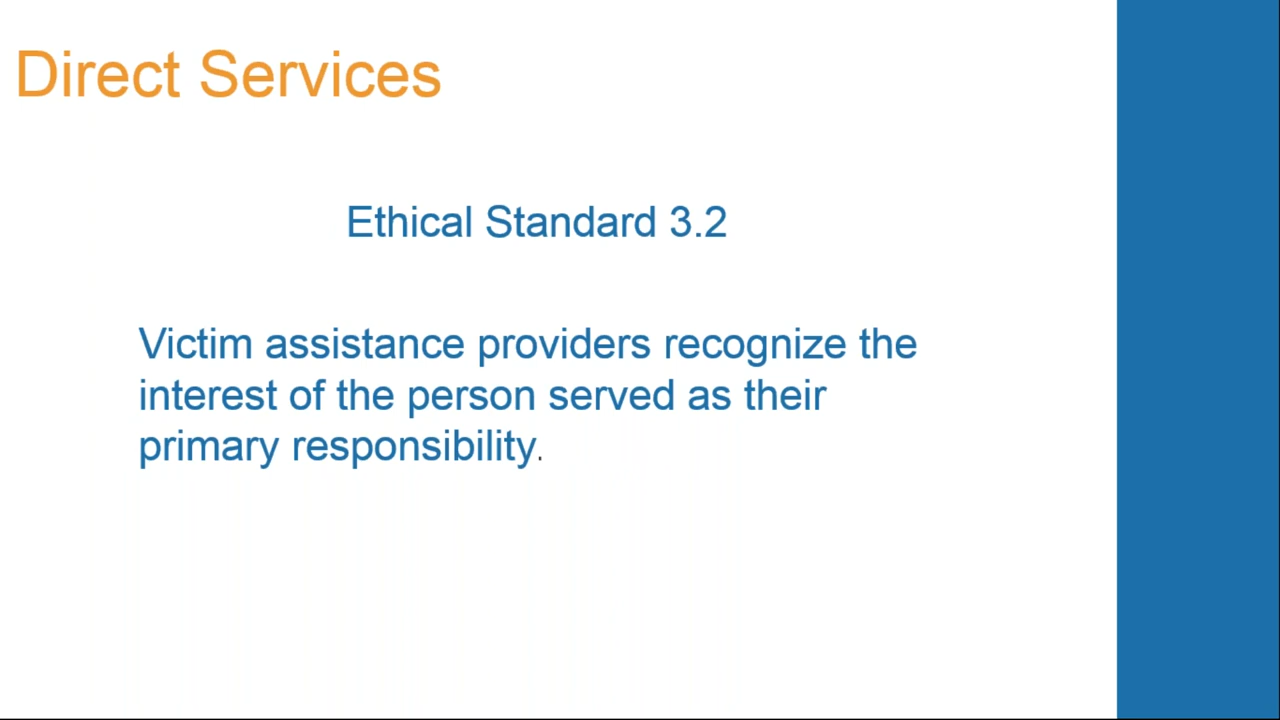 Direct Services
Ethical Standard 3.2
Victim assistance providers recognize the
interest of the person served as their
primary responsibility.